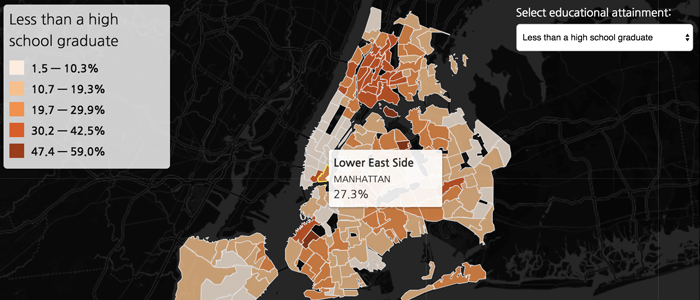 Less than a high
school graduate
1.5 — 10,3%
10,7 — 19.3%
19.7 — 29.9%
30.2 — 42.5%
47.4 — 59.0%
Select educational attainment:
Less than a high school graduate
Lower East Side
MANHATTAN
27.3%